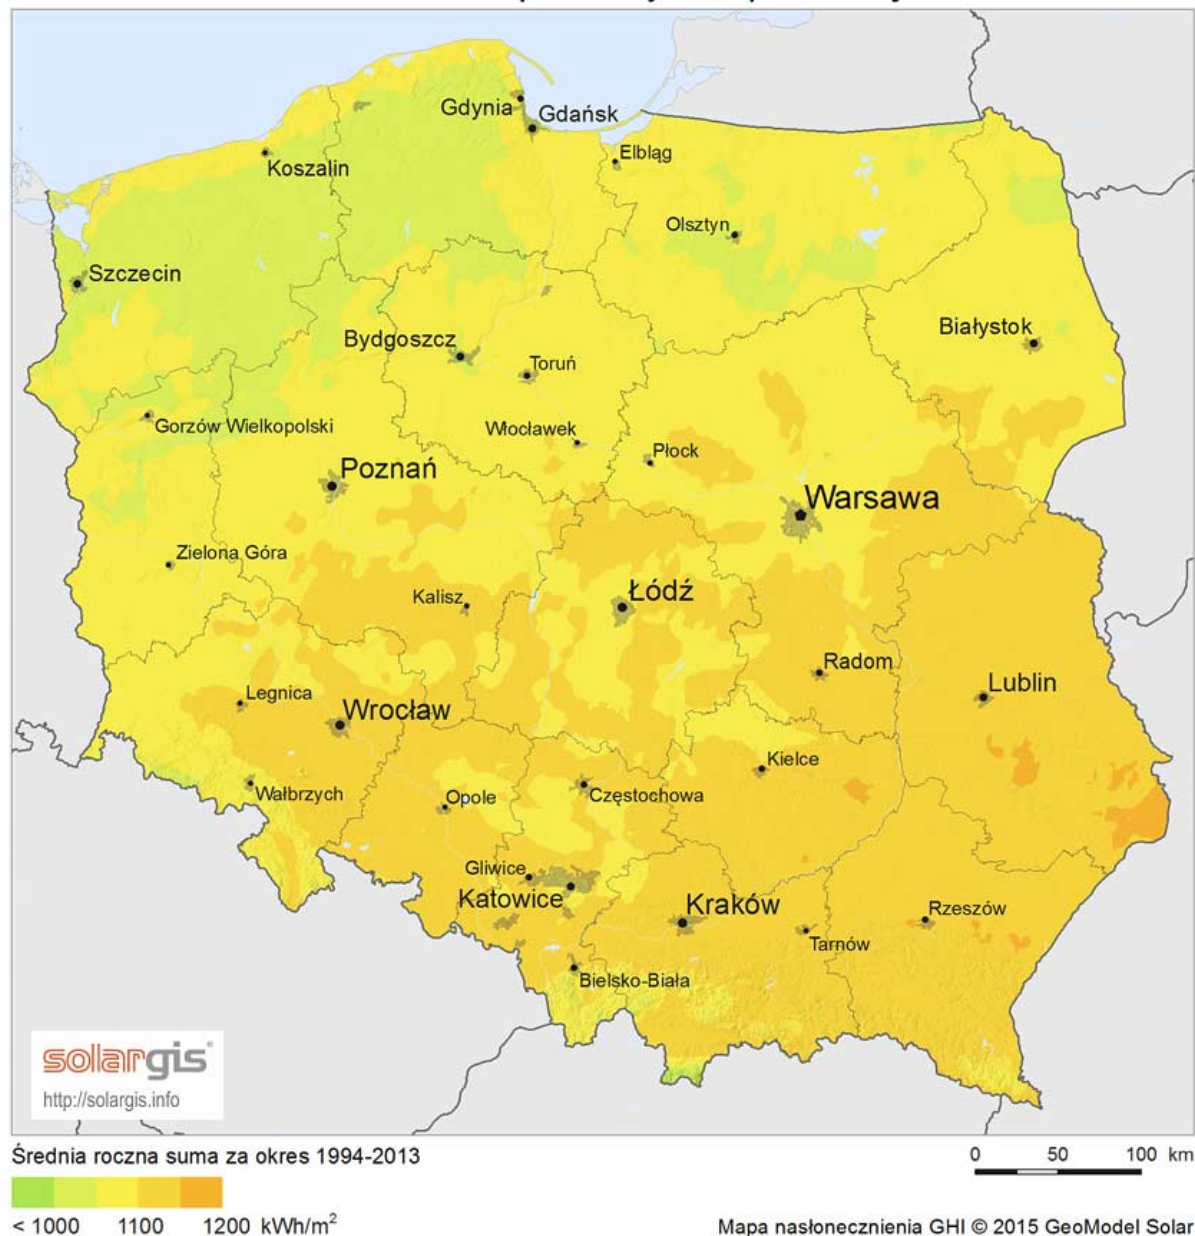 Gdynia
Gdańsk
Koszalin
Elbląg
Olsztyn
Szczecin
Białystok
Bydgoszcz
Toruń
Gorzów Wielkopolski
Włocławek
Płock
Poznań
Warsawa
Zielona Góra
Kalisz
Łódź
Radom
Legnica
Wrocław
Lublin
Kielce
Wałbrzych
Opole
Częstochowa
Gliwice
Katowice
Kraków
Rzeszów
Tarnów
Bielsko-Biała
solargis
http://solargis.info
Średnia roczna suma za okres 1994-2013
0 50 100 km
< 1000 1100 1200 kWh/m²
Mapa nasłonecznienia GHI © 2015 GeoModel Solar